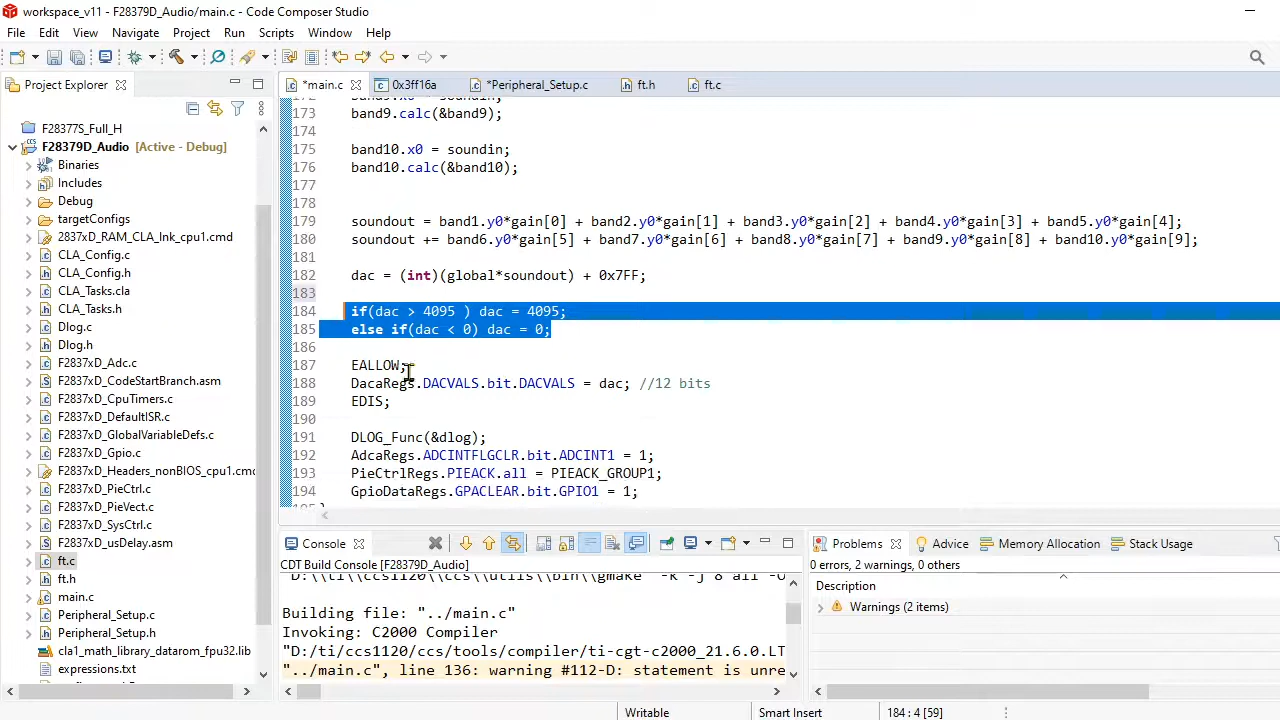 workspace_v11 - F28379D_Audio/main.c - Code Composer Studio
File Edit View Navigate Project Run Scripts Window Help
Project Explorer
F28377S_Full_H
F28379D_Audio [Active - Debug]
Binaries
Includes
Debug
targetConfigs
2837xD_RAM_CLA_lnk_cpu1.cmd
CLA_Config.c
CLA_Config.h
CLA_Tasks.cla
CLA_Tasks.h
Dlog.c
Dlog.h
F2837xD_Adc.c
F2837xD_CodeStartBranch.asm
F2837xD_CpuTimers.c
F2837xD_DefaultISR.c
F2837xD_GlobalVariableDefs.c
F2837xD_Gpio.c
F2837xD_Headers_nonBIOS_cpu1.cmd
F2837xD_PieCtrl.c
F2837xD_PieVect.c
F2837xD_SysCtrl.c
F2837xD_usDelay.asm
ft.c
ft.h
main.c
Peripheral_Setup.c
Peripheral_Setup.h
cla1_math_library_datarom_fpu32.lib
expressions.txt
*main.c 0x3ff16a *Peripheral_Setup.c ft.h ft.c
172 band9.x0 = soundin;
173 band9.calc(&band9);
174
175 band10.x0 = soundin;
176 band10.calc(&band10);
177
178
179 soundout = band1.y0*gain[0] + band2.y0*gain[1] + band3.y0*gain[2] + band4.y0*gain[3] + band5.y0*gain[4];
180 soundout += band6.y0*gain[5] + band7.y0*gain[6] + band8.y0*gain[7] + band9.y0*gain[8] + band10.y0*gain[9];
181
182 dac = (int)(global*soundout) + 0x7FF;
183
184 if(dac > 4095 ) dac = 4095;
185 else if(dac < 0) dac = 0;
186
187 EALLOW;
188 DacaRegs.DACVALS.bit.DACVALS = dac; //12 bits
189 EDIS;
190
191 DLOG_Func(&dlog);
192 AdcaRegs.ADCINTFLGCLR.bit.ADCINT1 = 1;
193 PieCtrlRegs.PIEACK.all = PIEACK_GROUP1;
194 GpioDataRegs.GPACLEAR.bit.GPIO1 = 1;
Console
CDT Build Console [F28379D_Audio]
"D:\\ti\\ccs1120\\ccs\\utils\\bin\\gmake" -k -j 8 all -O
Building file: "../main.c"
Invoking: C2000 Compiler
"D:/ti/ccs1120/ccs/tools/compiler/ti-cgt-c2000_21.6.0.LT
"../main.c", line 136: warning #112-D: statement is unre
Problems Advice Memory Allocation Stack Usage
0 errors, 2 warnings, 0 others
Description
Warnings (2 items)
Writable Smart Insert 184 : 4 [59]